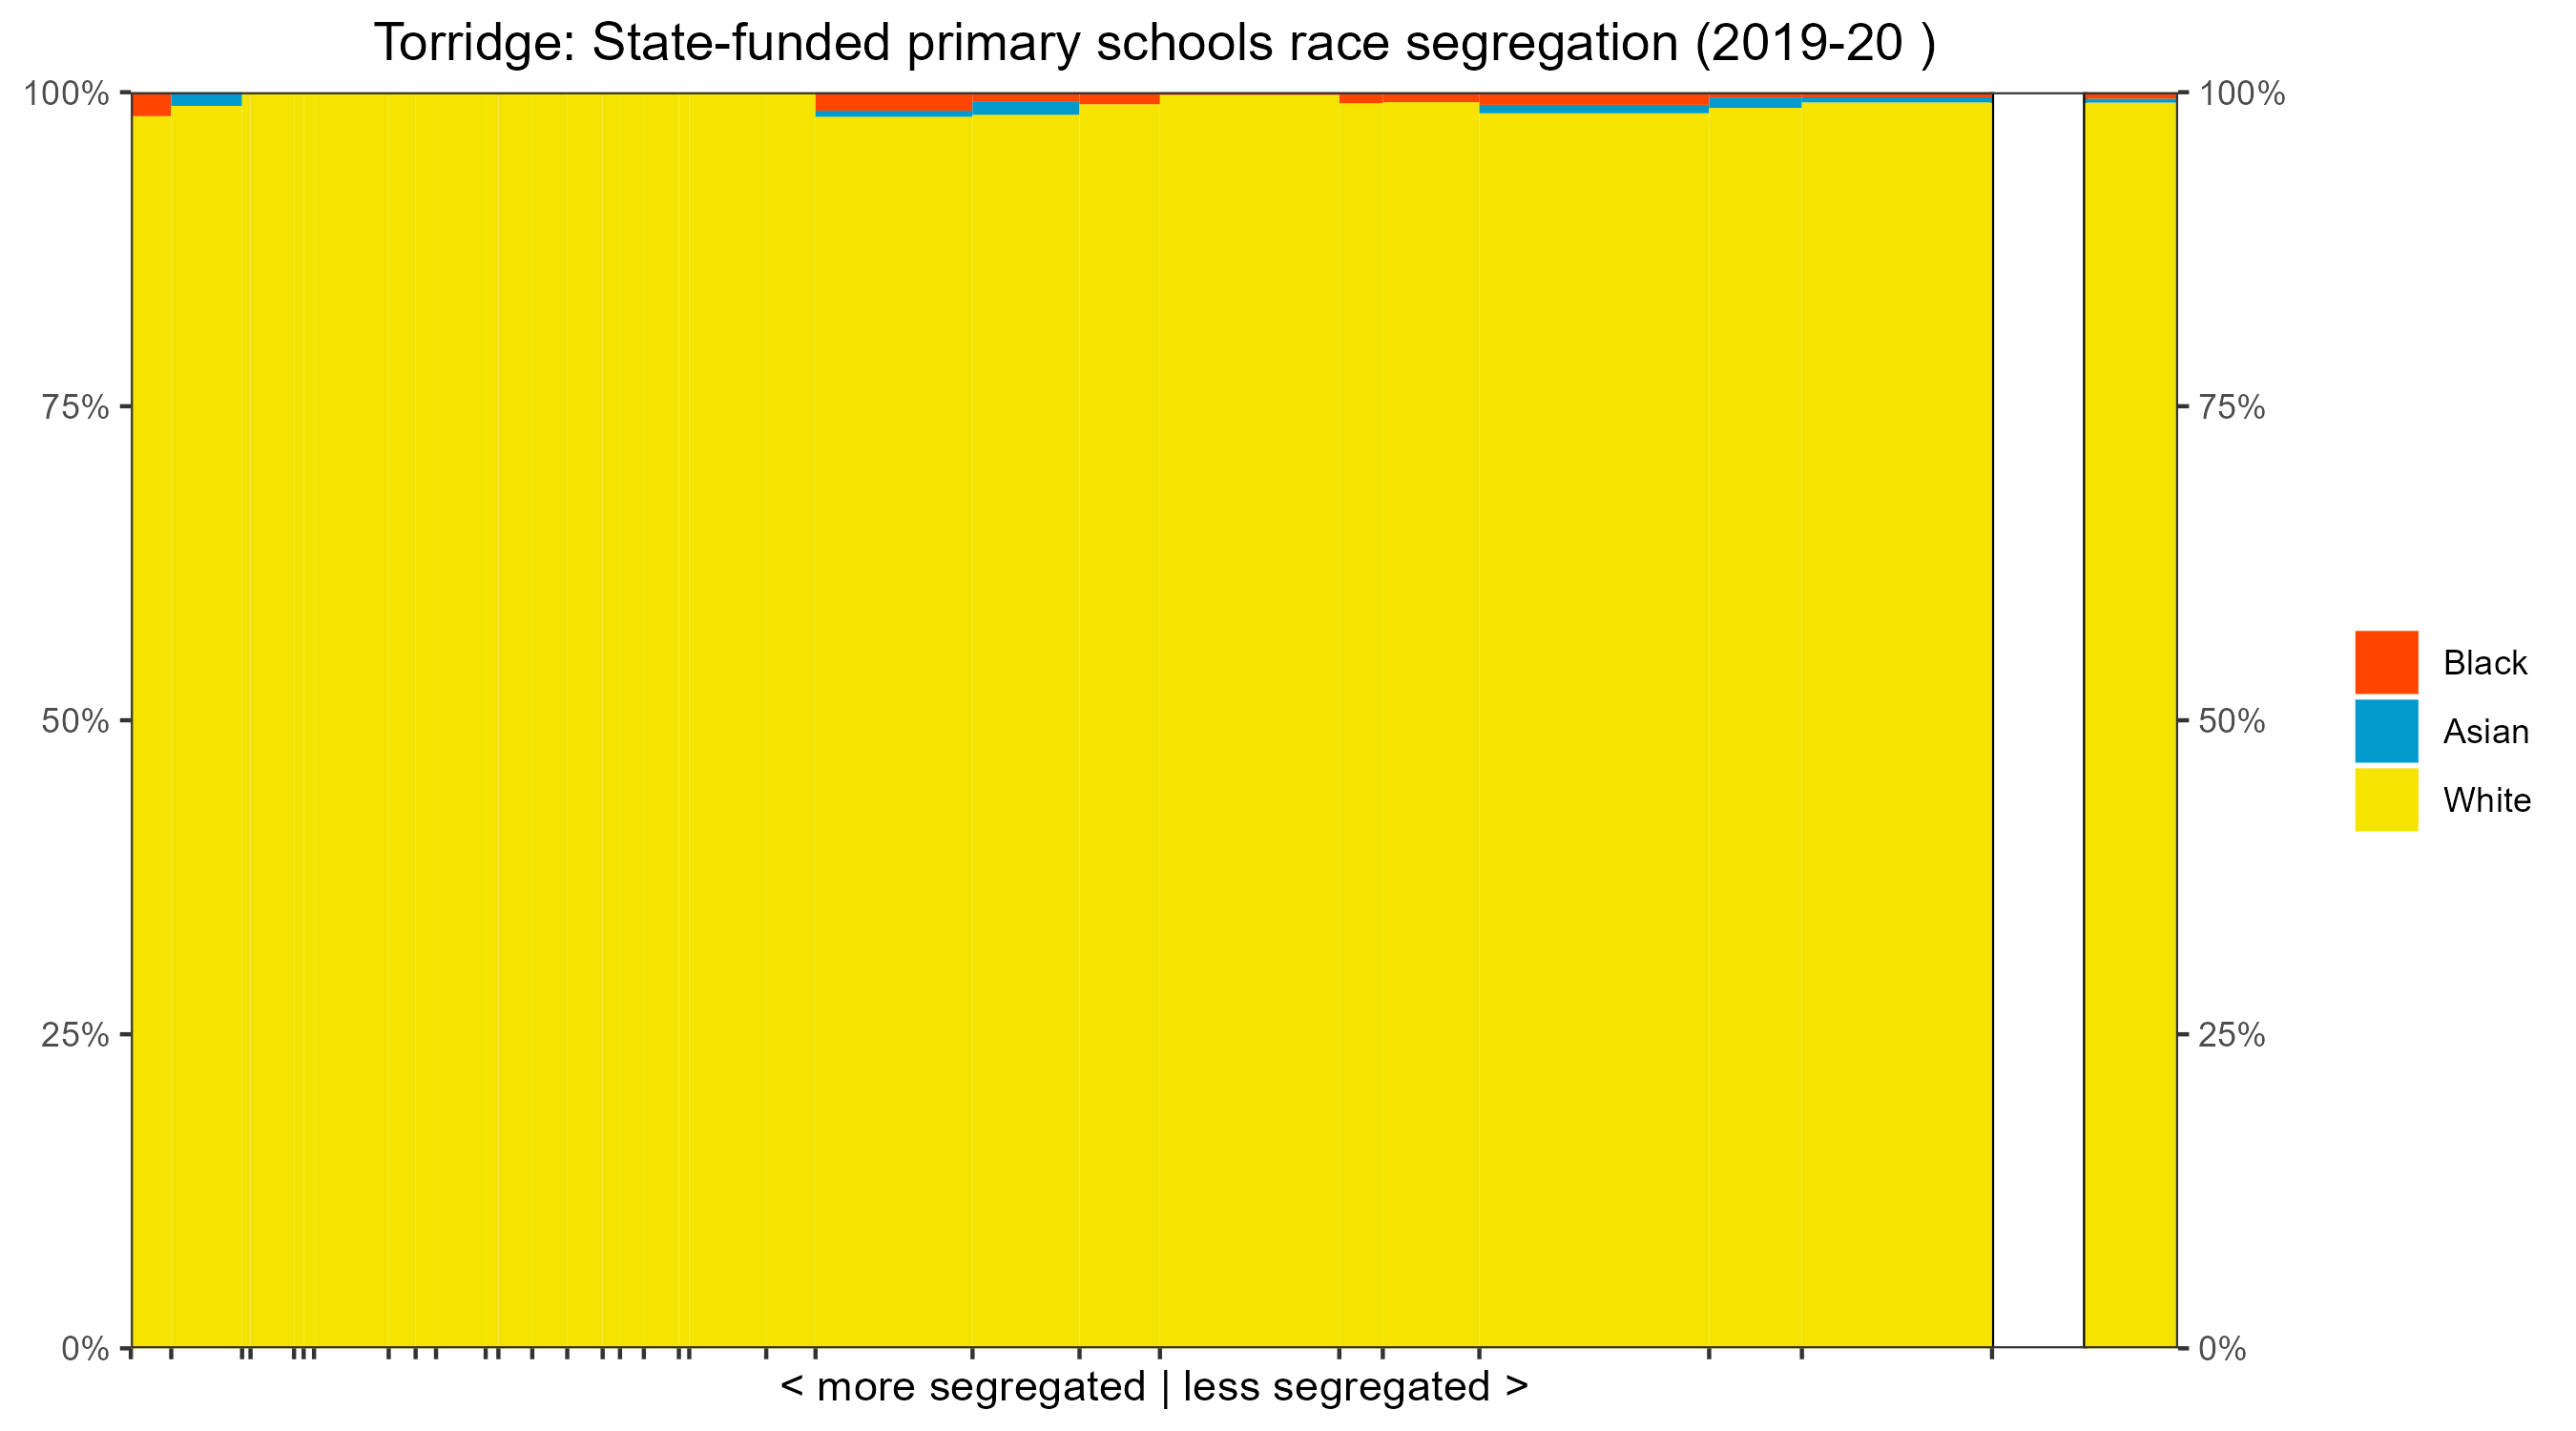 Torridge: State-funded primary schools race segregation (2019-20 )
100%
75%
50%
25%
0%
100%
75%
50%
25%
0%
Black
Asian
White
< more segregated | less segregated >